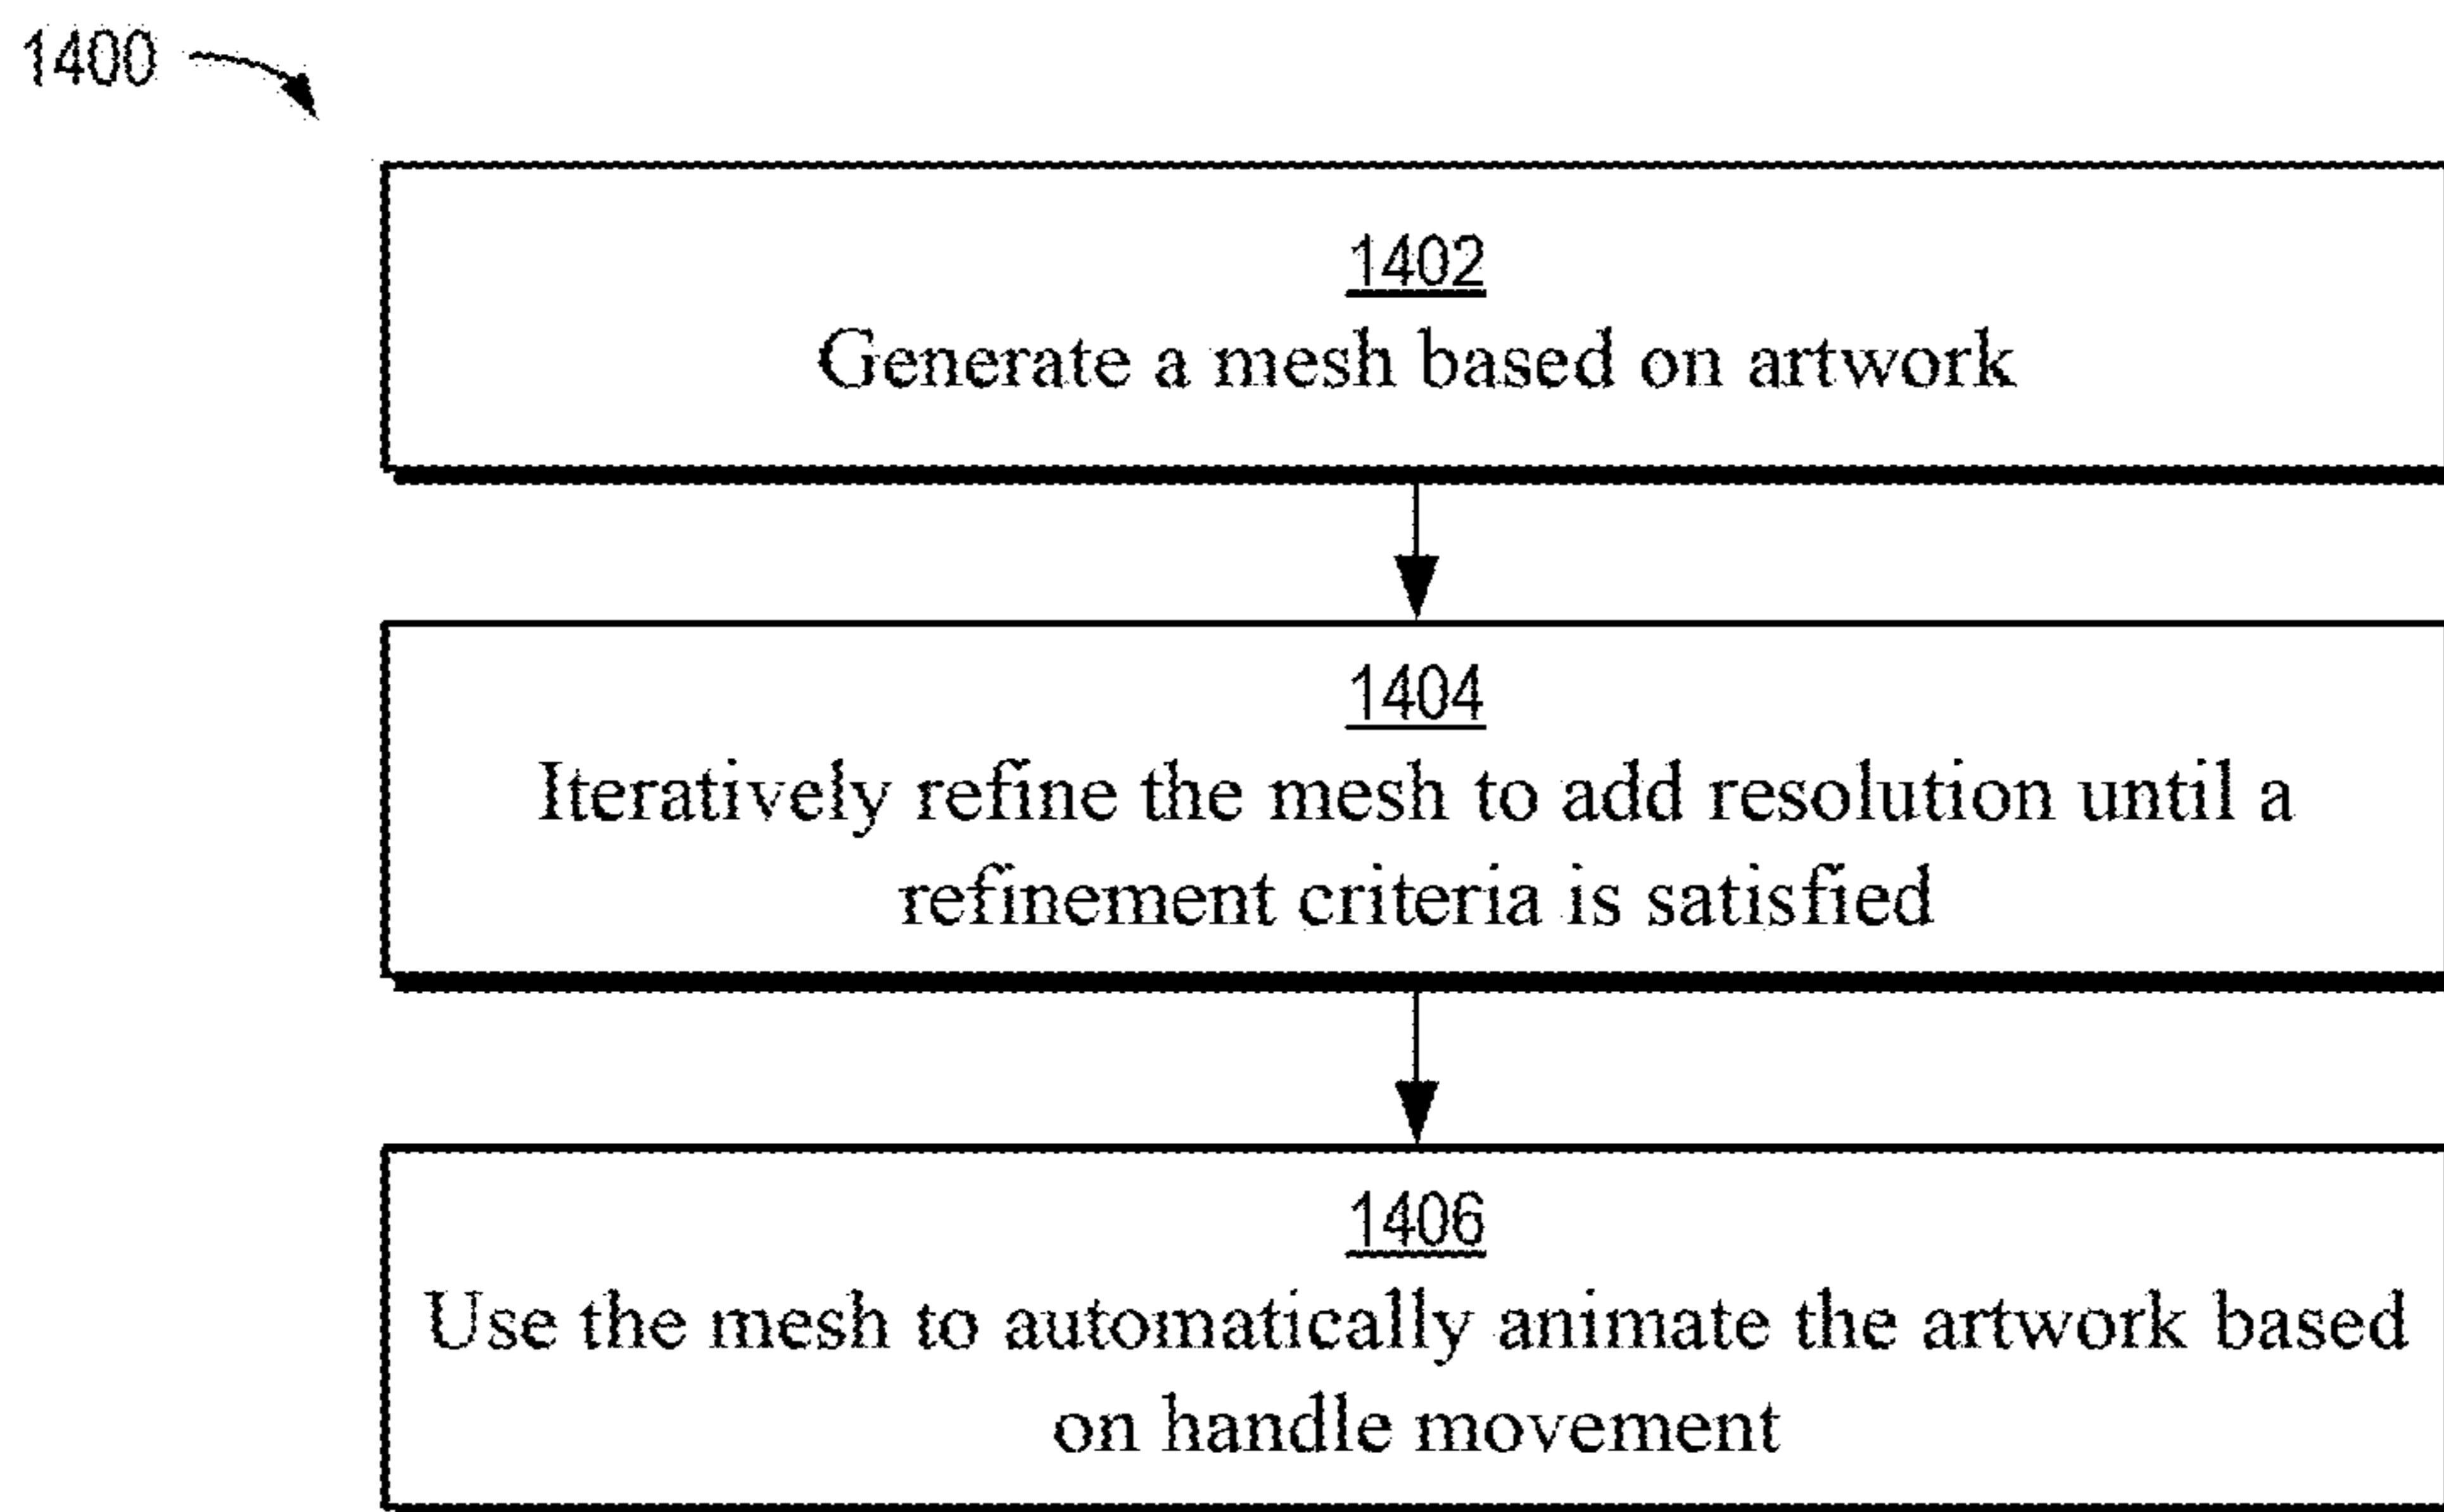 1400
1402
Generate a mesh based on artwork
1404
Iteratively refine the mesh to add resolution until a
refinement criteria is satisfied
1406
Use the mesh to automatically animate the artwork based
on handle movement